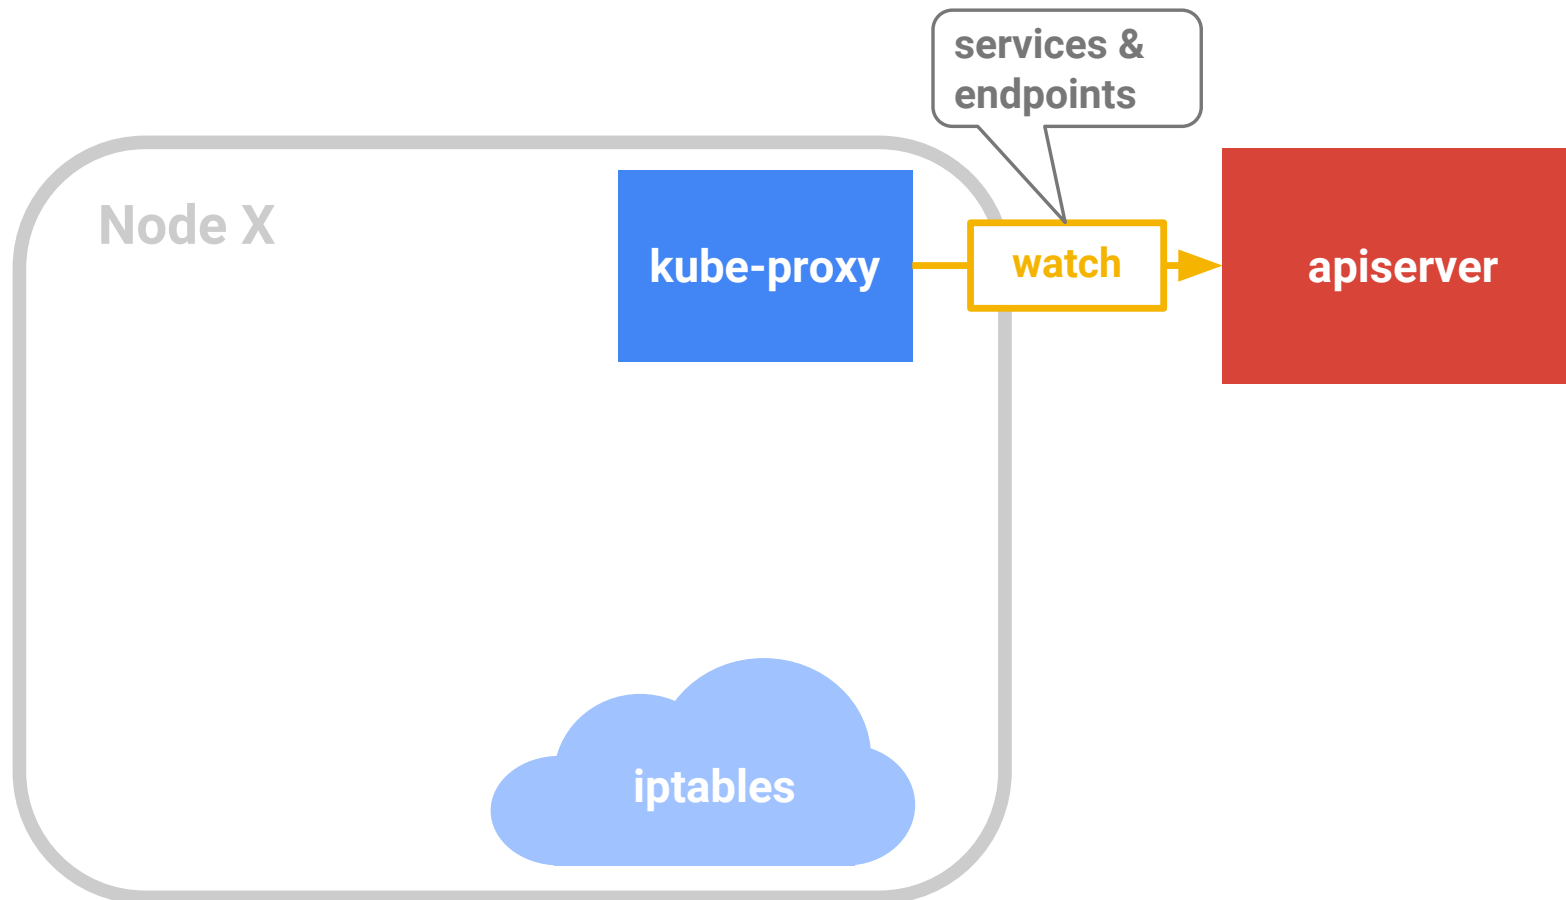 services &
endpoints
Node X
kube-proxy
watch
apiserver
iptables